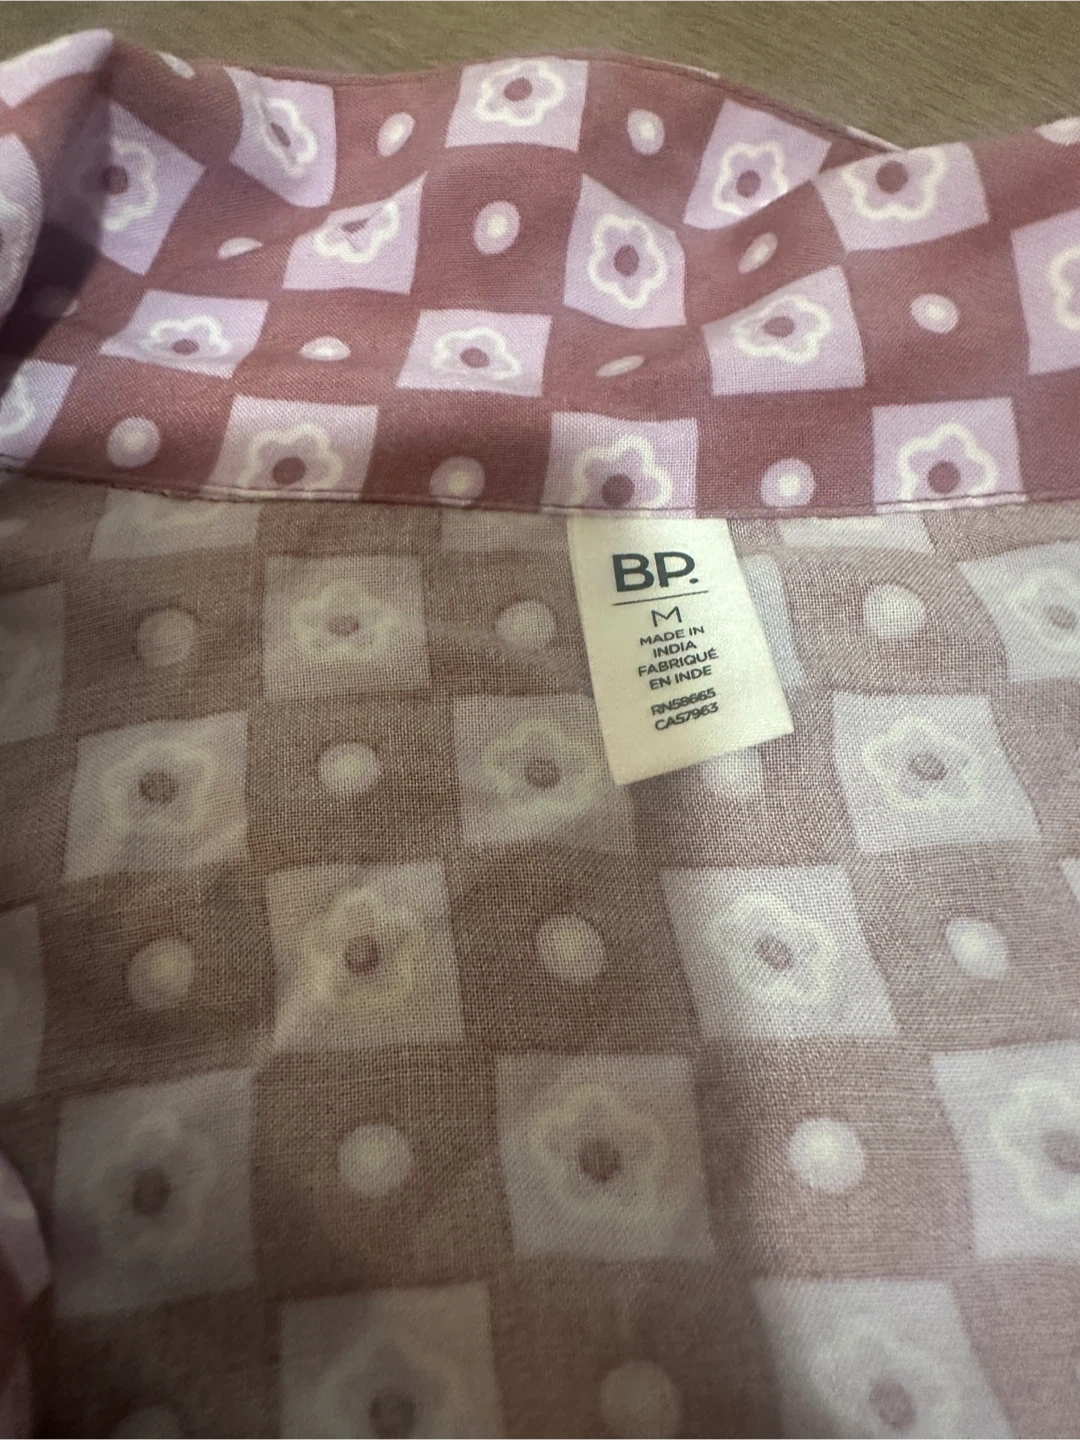 BP.
M
MADE IN
INDIA
FABRIQUÉ
EN INDE
RN58665
CA57963